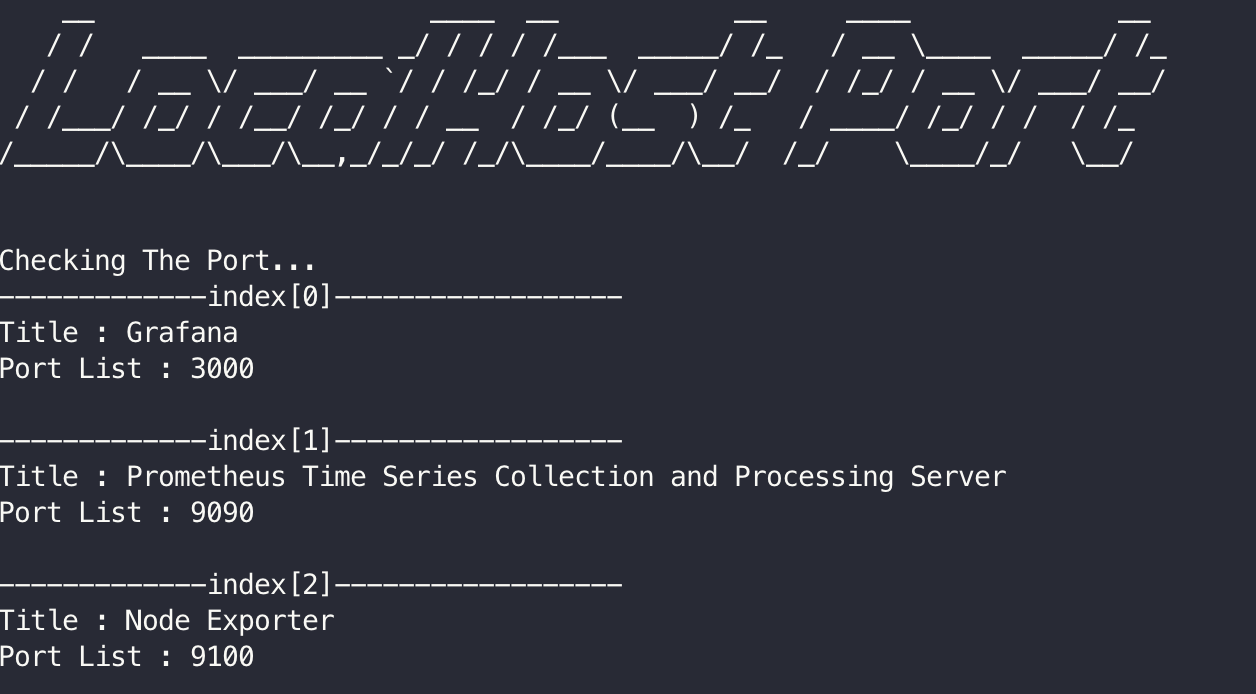 LocalHost Port
Checking The Port...
-------------index[0]------------------
Title : Grafana
Port List : 3000
-------------index[1]------------------
Title : Prometheus Time Series Collection and Processing Server
Port List : 9090
-------------index[2]------------------
Title : Node Exporter
Port List : 9100